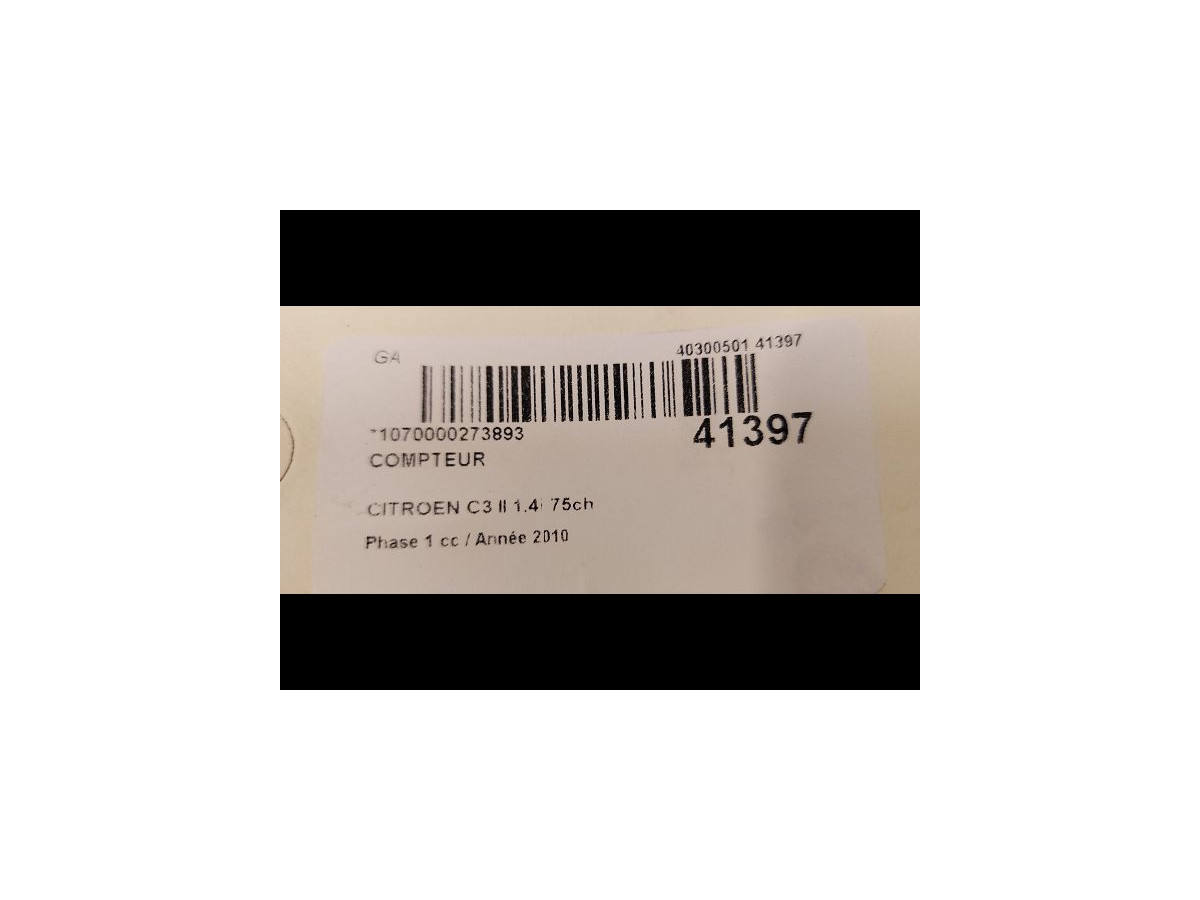 GA
40300501 41397
*1070000273893
41397
COMPTEUR
CITROEN C3 II 1.4i 75ch
Phase 1 cc / Année 2010